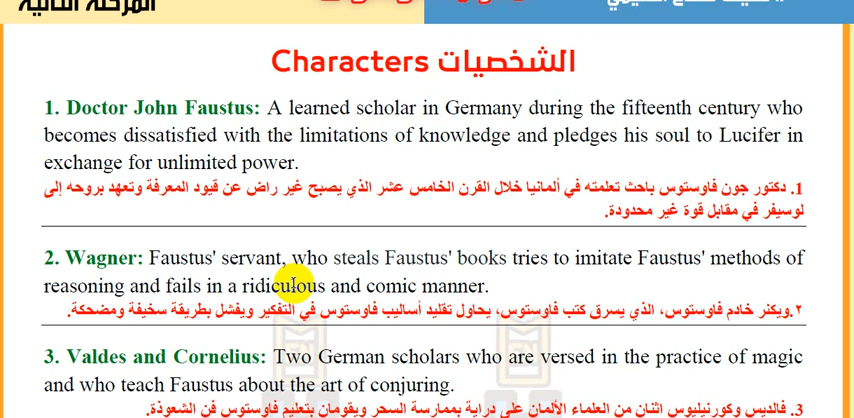 المرحلة الثانية
Characters الشخصيات
1. Doctor John Faustus: A learned scholar in Germany during the fifteenth century who
becomes dissatisfied with the limitations of knowledge and pledges his soul to Lucifer in
exchange for unlimited power.
1. دكتور جون فاوستوس باحث تعلمته في ألمانيا خلال القرن الخامس عشر الذي يصبح غير راض عن قيود المعرفة وتعهد بروحه إلى
لوسيفر في مقابل قوة غير محدودة.
2. Wagner: Faustus' servant, who steals Faustus' books tries to imitate Faustus' methods of
reasoning and fails in a ridiculous and comic manner.
٢.ويكنر خادم فاوستوس، الذي يسرق كتب فاوستوس، يحاول تقليد أساليب فاوستوس في التفكير ويفشل بطريقة سخيفة ومضحكة.
3. Valdes and Cornelius: Two German scholars who are versed in the practice of magic
and who teach Faustus about the art of conjuring.
3. فالديس وكورنيليوس اثنان من العلماء الألمان على دراية بممارسة السحر ويقومان بتعليم فاوستوس فن الشعوذة.